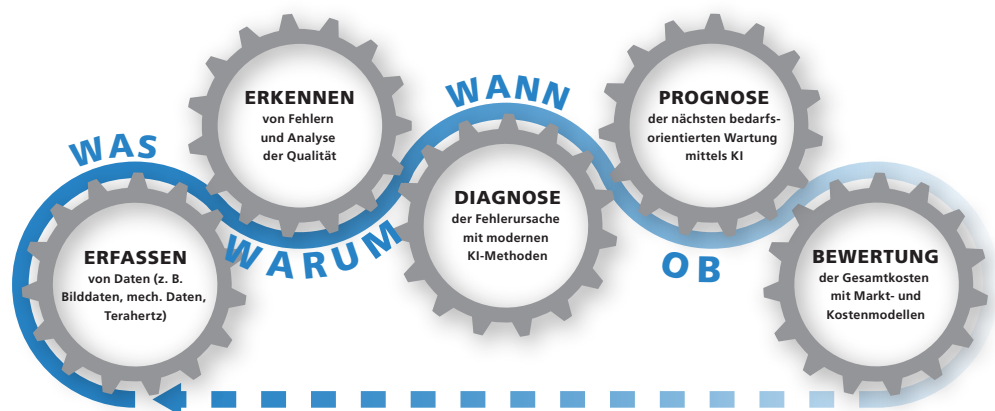 WAS
ERFASSEN
von Daten (z. B.
Bilddaten, mech. Daten,
Terahertz)
ERKENNEN
von Fehlern
und Analyse
der Qualität
WARUM
DIAGNOSE
der Fehlerursache
mit modernen
KI-Methoden
WANN
PROGNOSE
der nächsten bedarfs-
orientierten Wartung
mittels KI
OB
BEWERTUNG
der Gesamtkosten
mit Markt- und
Kostenmodellen